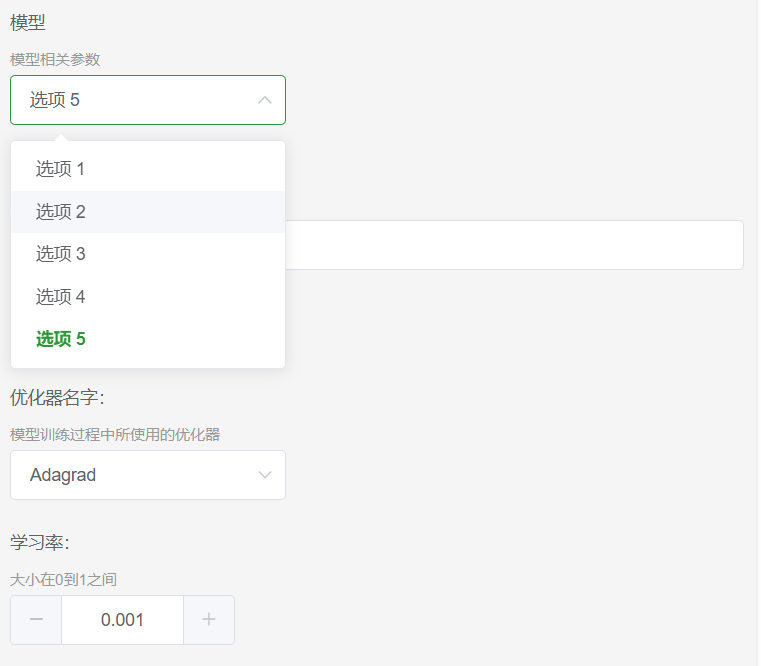 模型
模型相关参数
选项 5
选项 1
选项 2
选项 3
选项 4
选项 5
优化器名字：
模型训练过程中所使用的优化器
Adagrad
学习率：
大小在0到1之间
0.001